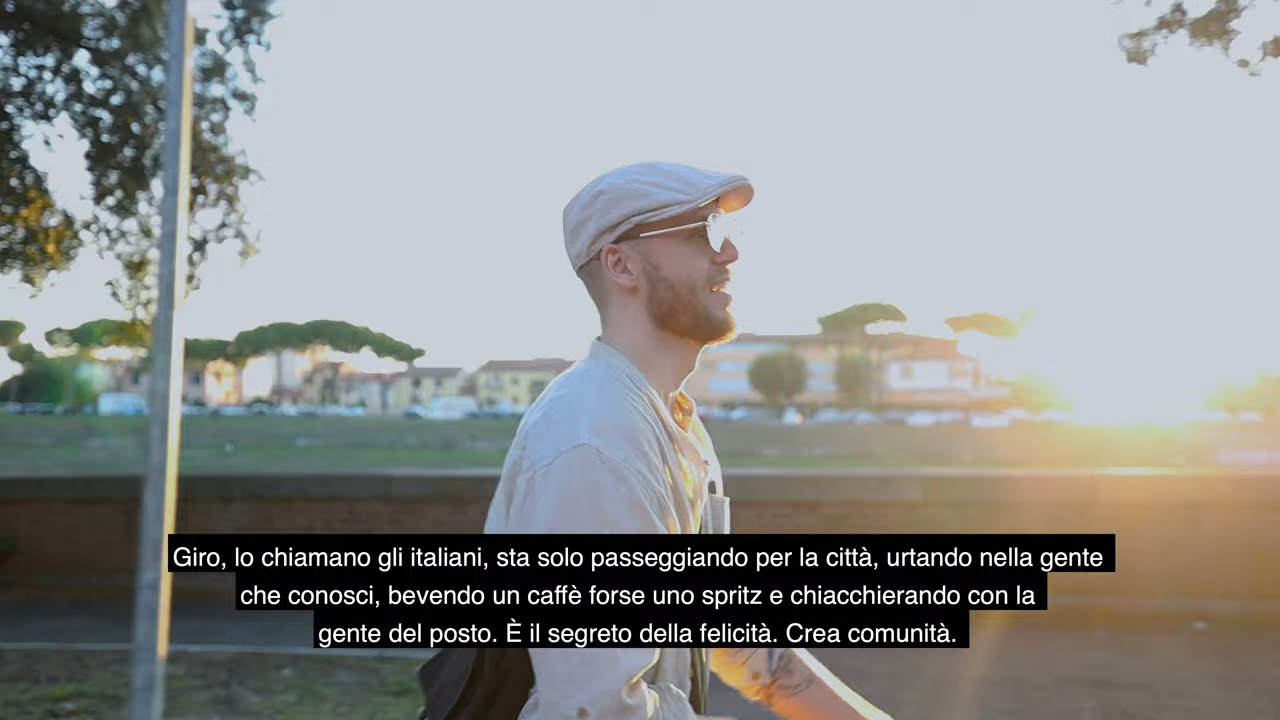 Giro, lo chiamano gli italiani, sta solo passeggiando per la città, urtando nella gente
che conosci, bevendo un caffè forse uno spritz e chiacchierando con la
gente del posto. È il segreto della felicità. Crea comunità.